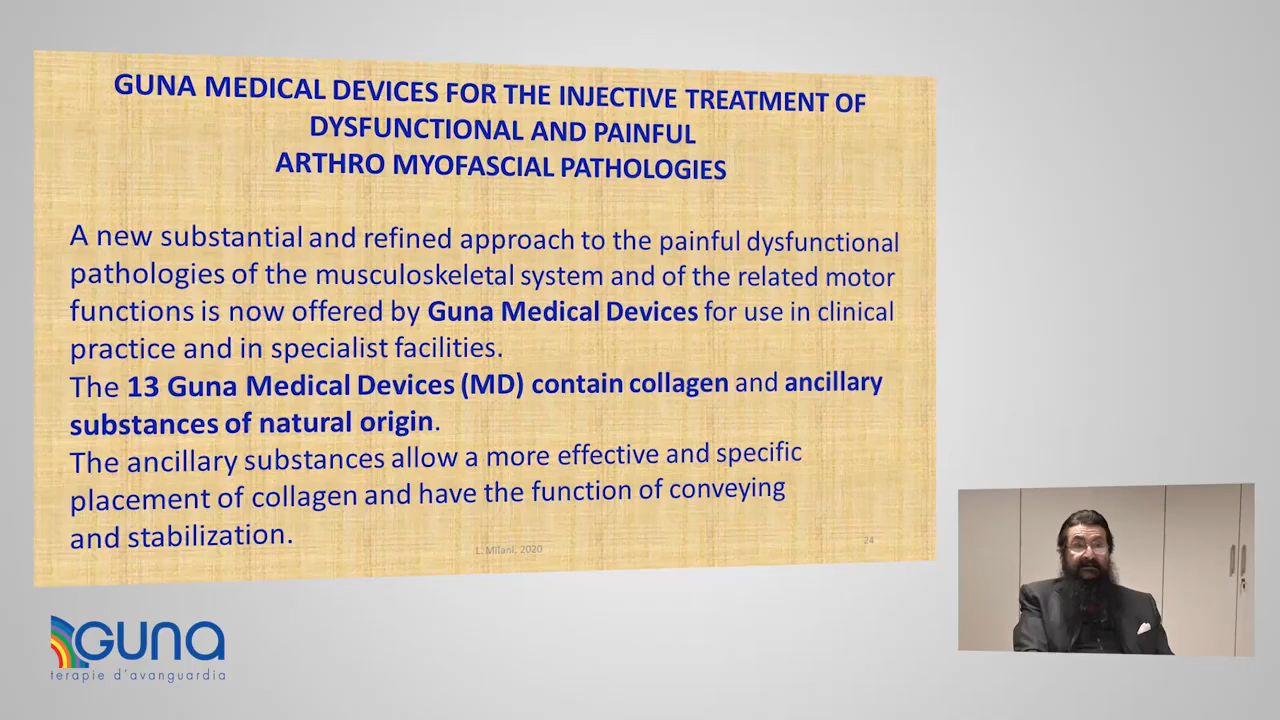 GUNA MEDICAL DEVICES FOR THE INJECTIVE TREATMENT OF
DYSFUNCTIONAL AND PAINFUL
ARTHRO MYOFASCIAL PATHOLOGIES
A new substantial and refined approach to the painful dysfunctional
pathologies of the musculoskeletal system and of the related motor
functions is now offered by Guna Medical Devices for use in clinical
practice and in specialist facilities.
The 13 Guna Medical Devices (MD) contain collagen and ancillary
substances of natural origin.
The ancillary substances allow a more effective and specific
placement of collagen and have the function of conveying
and stabilization.
L. Milani, 2020
24
GUNA
terapie d'avanguardia